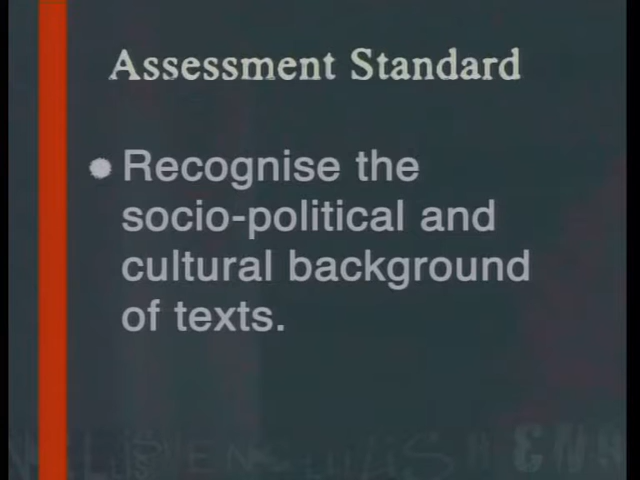 Assessment Standard
Recognise the
socio-political and
cultural background
of texts.